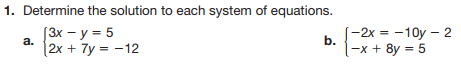 1. Determine the solution to each system of equations.
a. {3x − y = 5
2x + 7y = −12
b. {−2x = −10y − 2
−x + 8y = 5